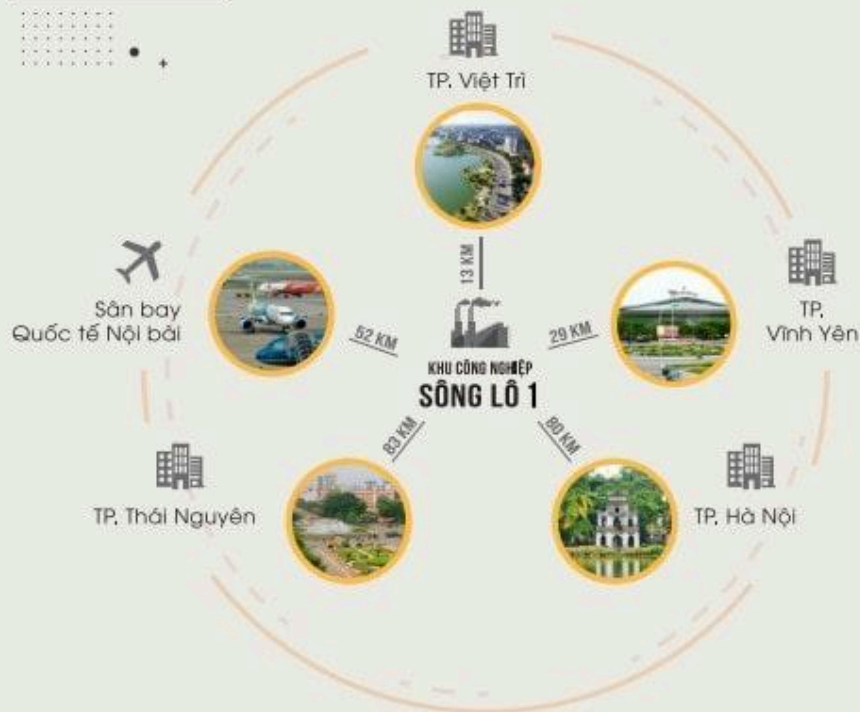 TP. Việt Trì
13 KM
Sân bay
Quốc tế Nội bài
52 KM
29 KM
TP.
Vĩnh Yên
KHU CÔNG NGHIỆP
SÔNG LÔ 1
83 KM
80 KM
TP. Thái Nguyên
TP. Hà Nội